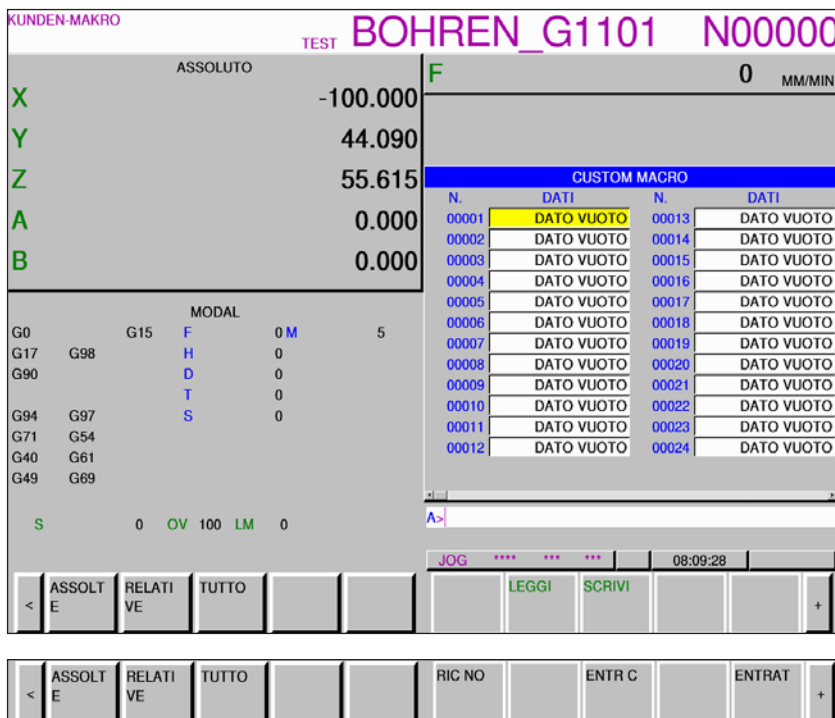 KUNDEN-MAKRO
TEST BOHREN_G1101 N00000
ASSOLUTO
X -100.000
Y 44.090
Z 55.615
A 0.000
B 0.000
MODAL
G0 G15 F 0 M 5
G17 G98 H 0
G90 D 0
T 0
G94 G97 S 0
G71 G54
G40 G61
G49 G69
S 0 OV 100 LM 0
F 0 MM/MIN
CUSTOM MACRO
N. DATI N. DATI
00001 DATO VUOTO 00013 DATO VUOTO
00002 DATO VUOTO 00014 DATO VUOTO
00003 DATO VUOTO 00015 DATO VUOTO
00004 DATO VUOTO 00016 DATO VUOTO
00005 DATO VUOTO 00017 DATO VUOTO
00006 DATO VUOTO 00018 DATO VUOTO
00007 DATO VUOTO 00019 DATO VUOTO
00008 DATO VUOTO 00020 DATO VUOTO
00009 DATO VUOTO 00021 DATO VUOTO
00010 DATO VUOTO 00022 DATO VUOTO
00011 DATO VUOTO 00023 DATO VUOTO
00012 DATO VUOTO 00024 DATO VUOTO
A>
JOG **** *** *** 08:09:28
< ASSOLT RELATI TUTTO LEGGI SCRIVI +
E VE
< ASSOLT RELATI TUTTO RIC NO ENTR C ENTRAT +
E VE